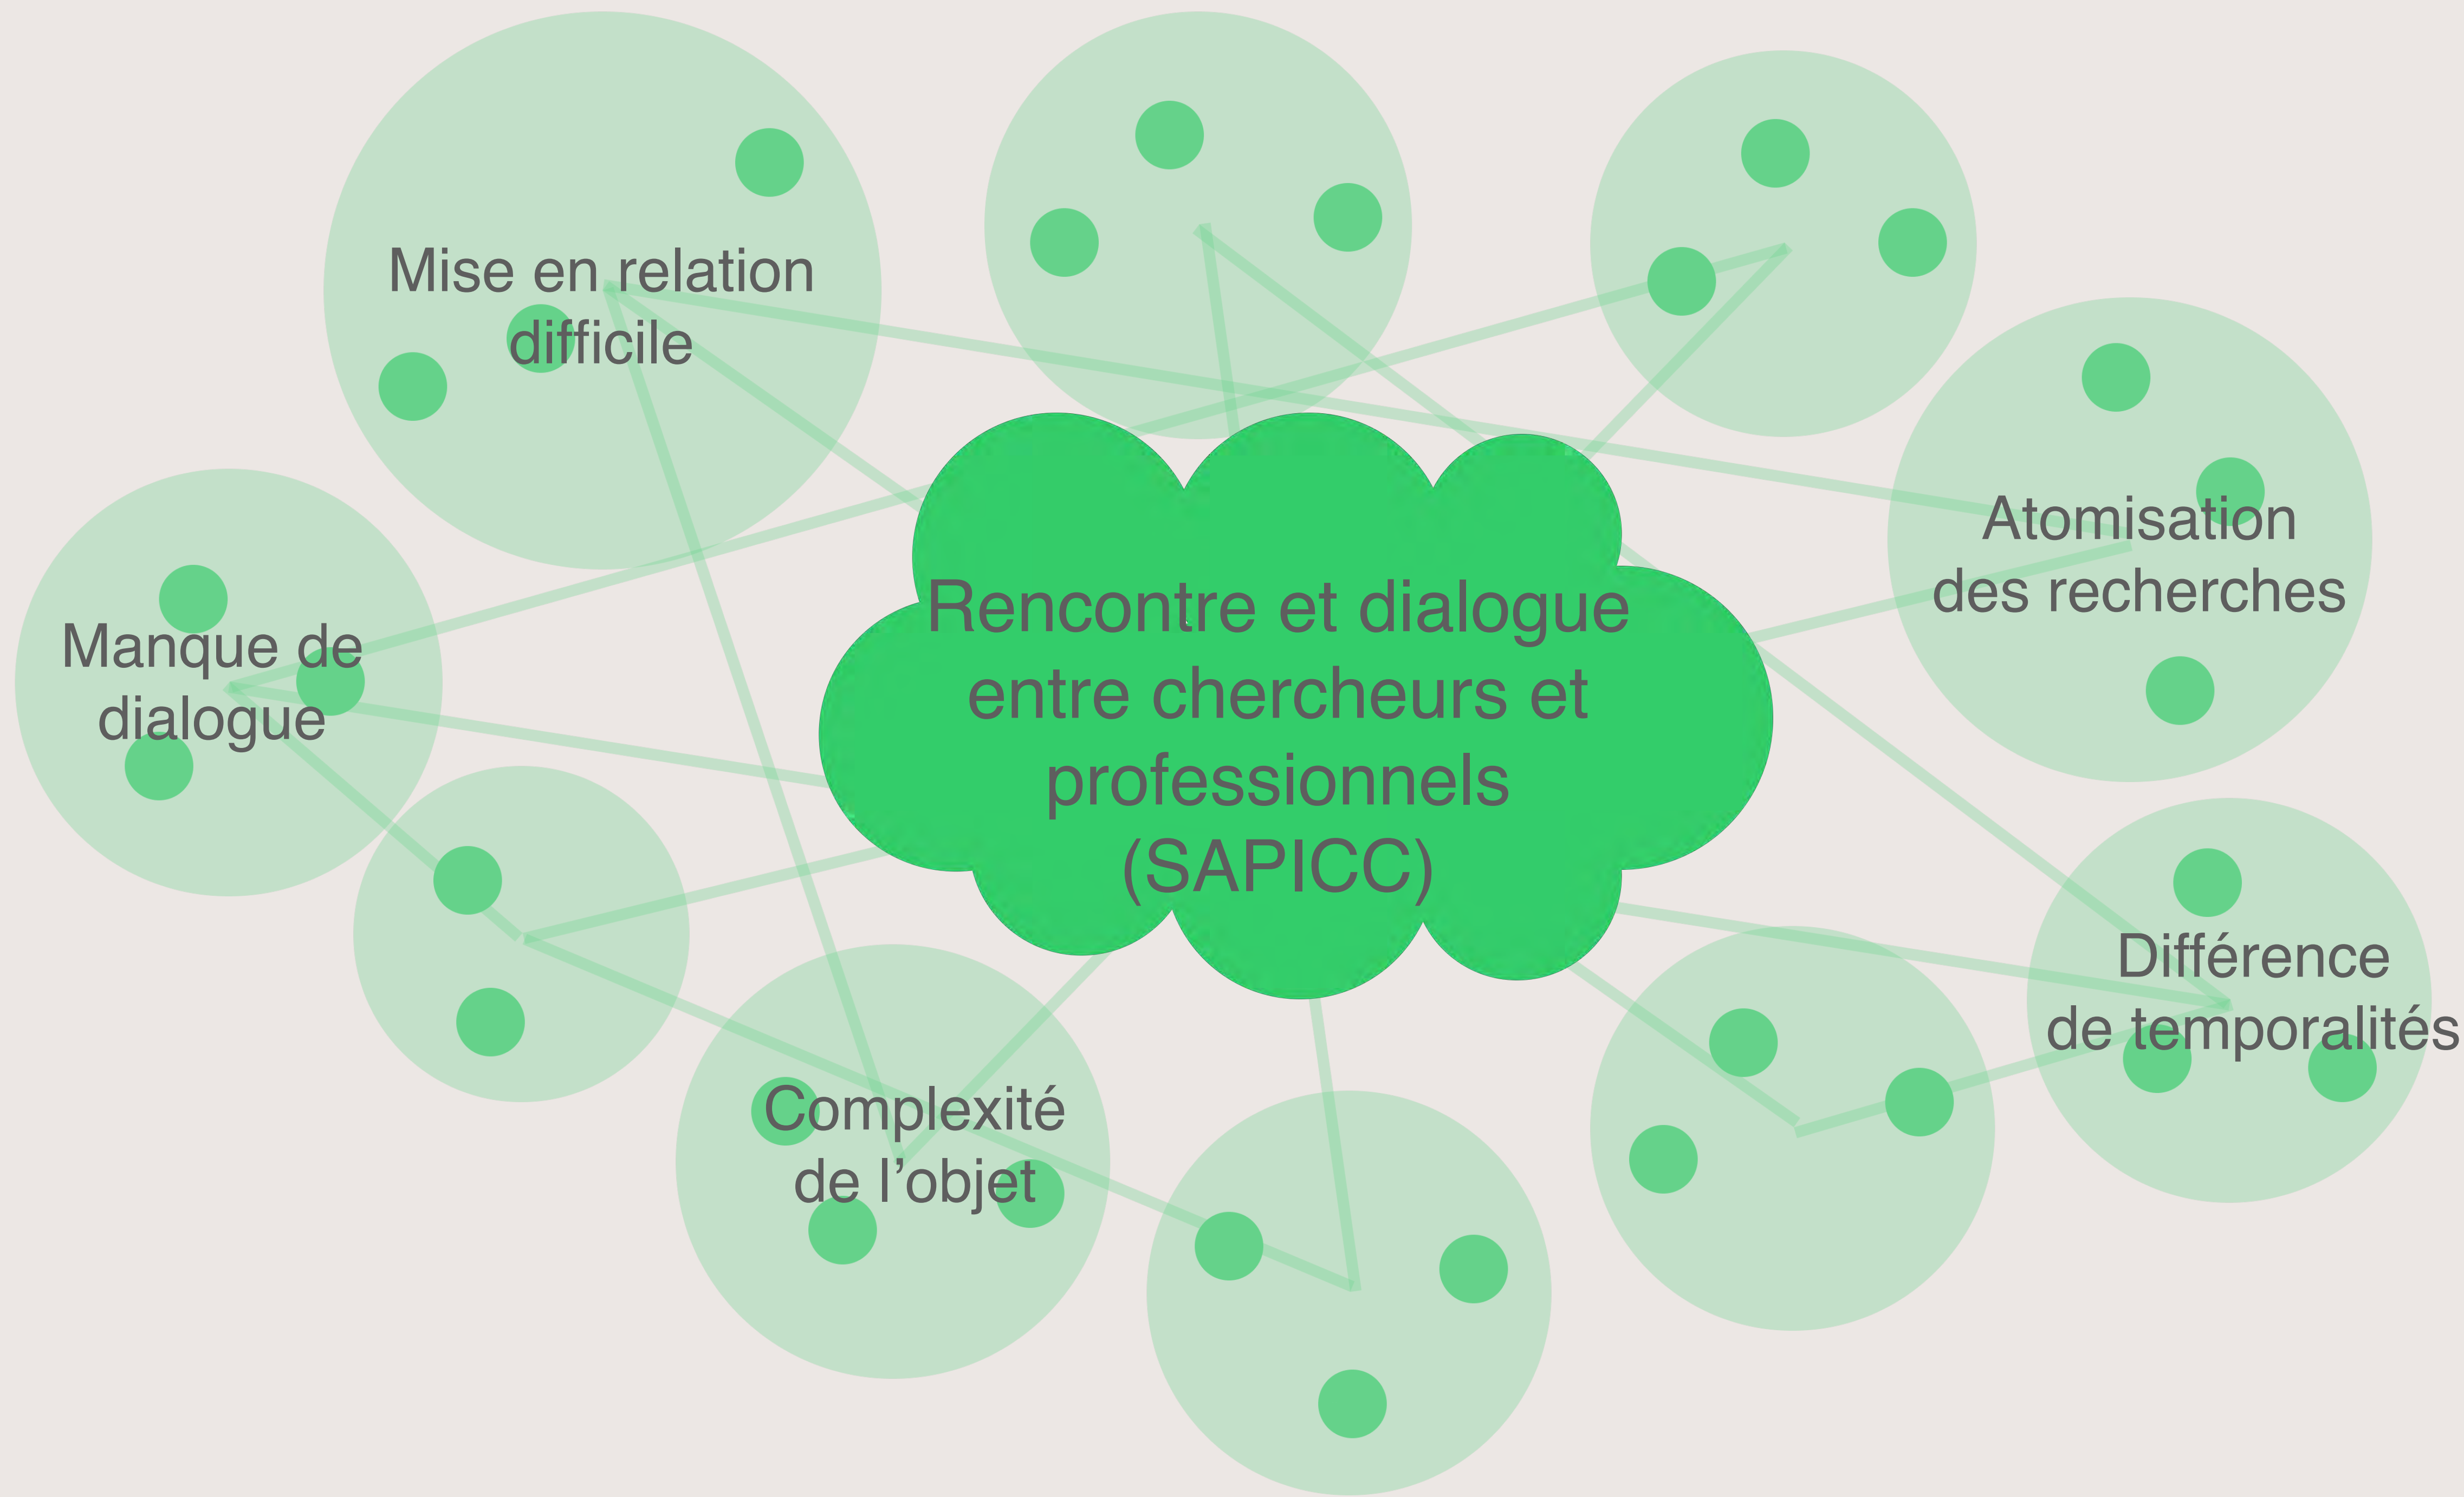 Mise en relation
difficile
Atomisation
des recherches
Rencontre et dialogue
entre chercheurs et
professionnels
(SAPICC)
Manque de
dialogue
Différence
de temporalités
Complexité
de l’objet